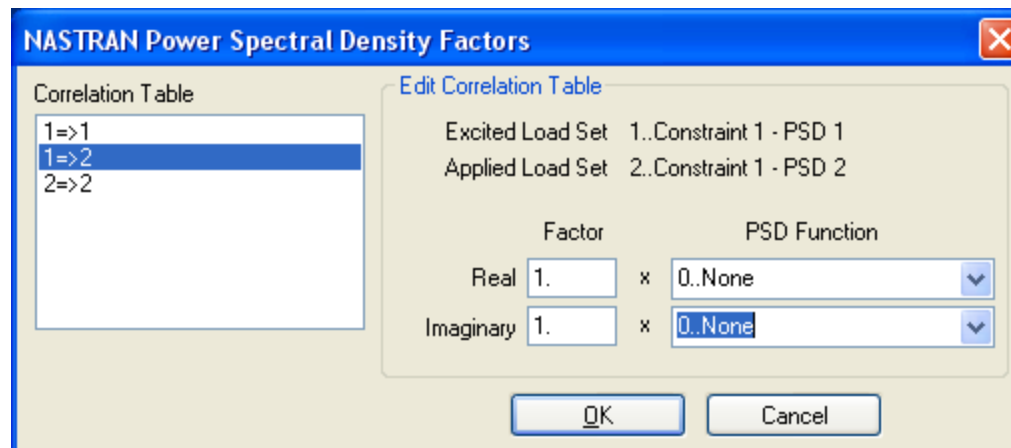 NASTRAN Power Spectral Density Factors
Correlation Table
1=>1
1=>2
2=>2
Edit Correlation Table
Excited Load Set 1..Constraint 1 - PSD 1
Applied Load Set 2..Constraint 1 - PSD 2
Factor PSD Function
Real 1. x 0..None
Imaginary 1. x 0..None
OK Cancel